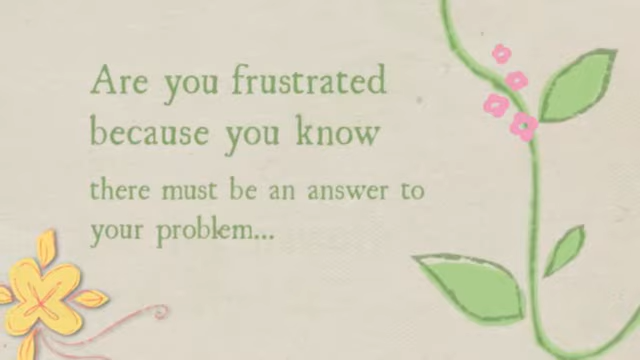 Are you frustrated
because you know
there must be an answer to
your problem...